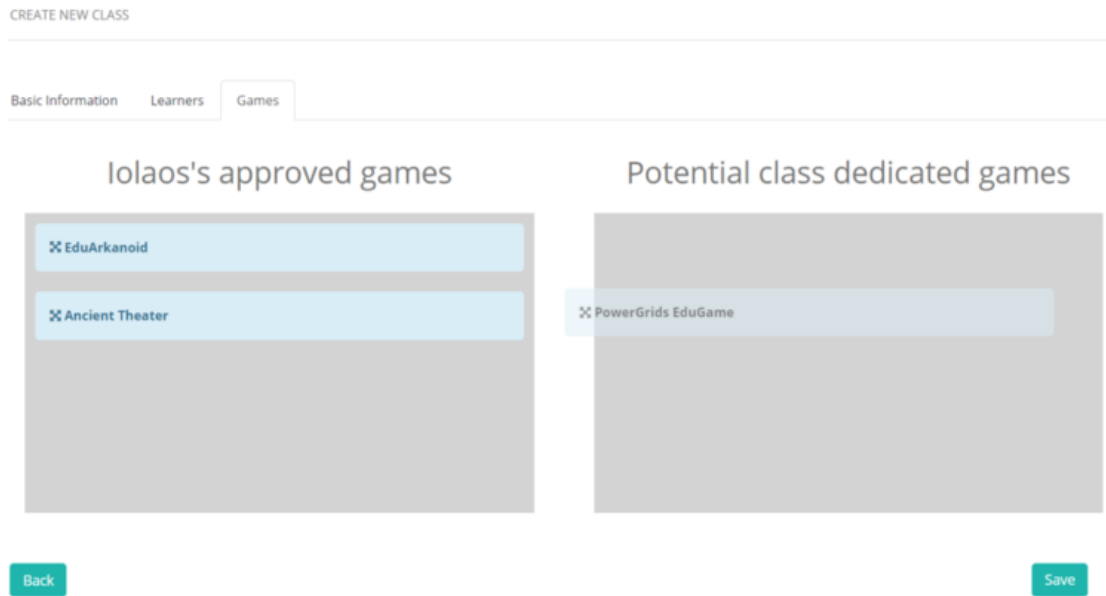 CREATE NEW CLASS
Basic Information Learners Games
Iolaos's approved games
Potential class dedicated games
EduArkanoid
Ancient Theater
PowerGrids EduGame
Back
Save